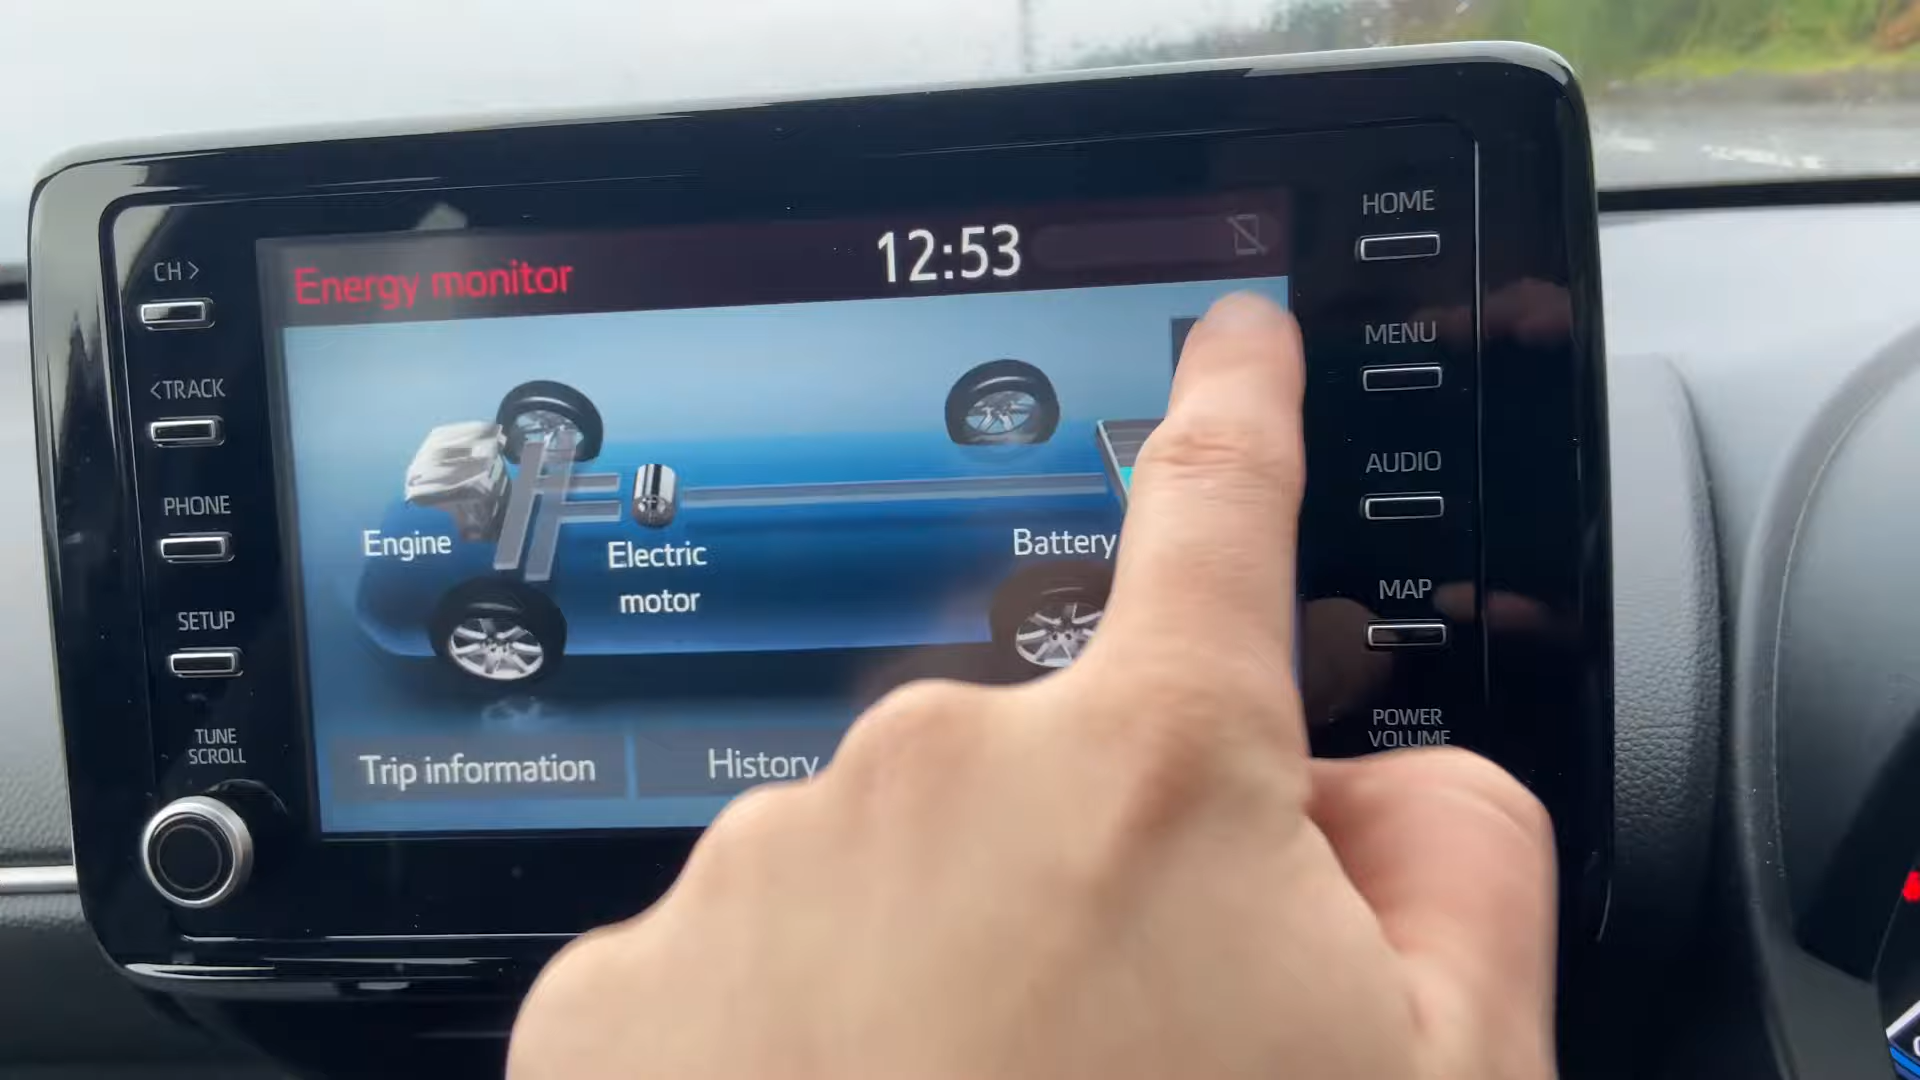 CH >
<TRACK
PHONE
SETUP
TUNE
SCROLL
Energy monitor
12:53
Engine
Electric
motor
Battery
Trip information
History
HOME
MENU
AUDIO
MAP
POWER
VOLUME